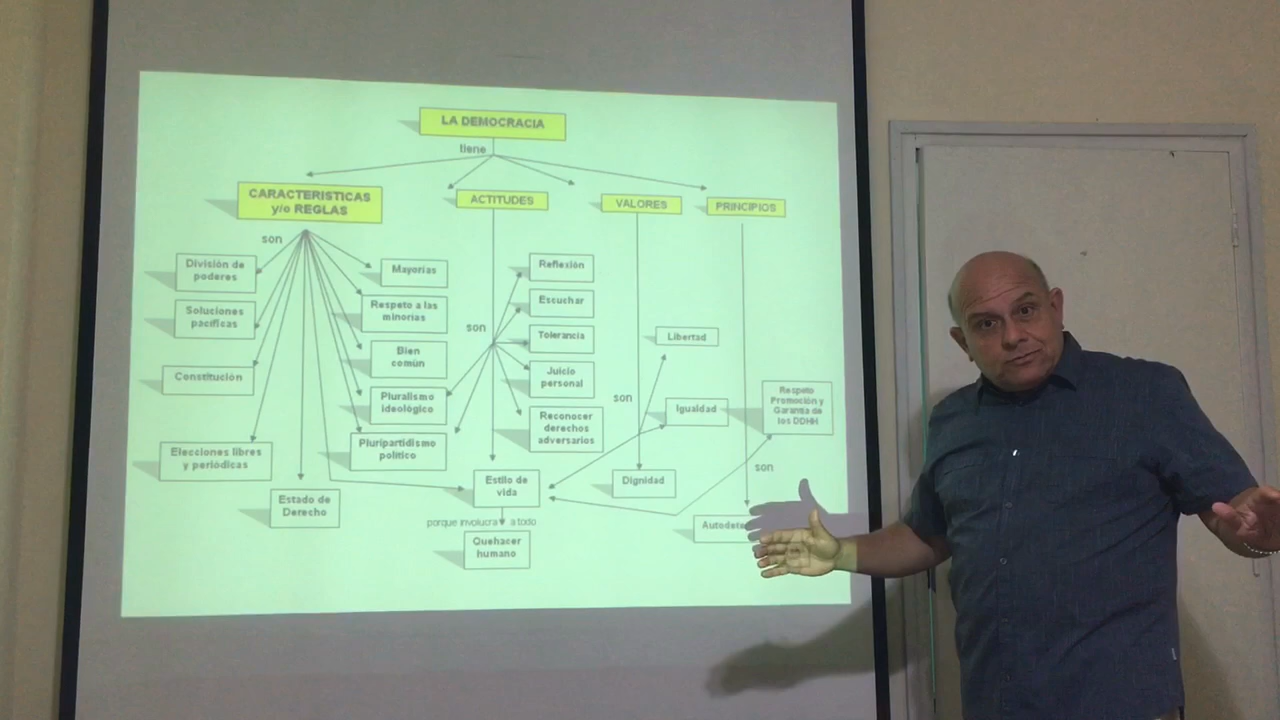 LA DEMOCRACIA
tiene
CARACTERISTICAS
y/o REGLAS
ACTITUDES
VALORES
PRINCIPIOS
son
División de
poderes
Soluciones
pacíficas
Constitución
Elecciones libres
y periódicas
Estado de
Derecho
Mayorías
Respeto a las
minorías
Bien
común
Pluralismo
ideológico
Pluripartidismo
político
son
Reflexión
Escuchar
Tolerancia
Juicio
personal
Reconocer
derechos
adversarios
Estilo de
vida
porque involucra a todo
Quehacer
humano
son
Libertad
Igualdad
Dignidad
Respeto
Promoción y
Garantía de
los DDHH
son